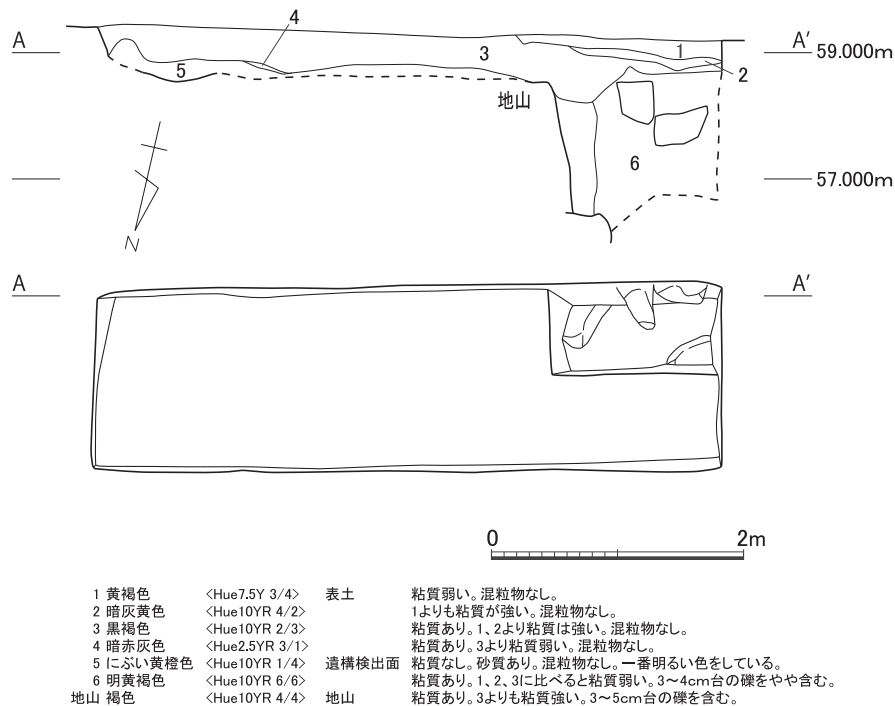 A
4
3
1
A'
59.000m
5
2
地山
6
57.000m
N
A
A'
0
2m
1 黄褐色 <Hue7.5Y 3/4> 表土 粘質弱い。混粒物なし。
2 暗灰黄色 <Hue10YR 4/2> 1よりも粘質が強い。混粒物なし。
3 黒褐色 <Hue10YR 2/3> 粘質あり。1、2より粘質は強い。混粒物なし。
4 暗赤灰色 <Hue2.5YR 3/1> 粘質あり。3より粘質弱い。混粒物なし。
5 にぶい黄橙色 <Hue10YR 1/4> 遺構検出面 粘質なし。砂質あり。混粒物なし。一番明るい色をしている。
6 明黄褐色 <Hue10YR 6/6> 粘質あり。1、2、3に比べると粘質弱い。3～4cm台の礫をやや含む。
地山 褐色 <Hue10YR 4/4> 地山 粘質あり。3よりも粘質強い。3～5cm台の礫を含む。